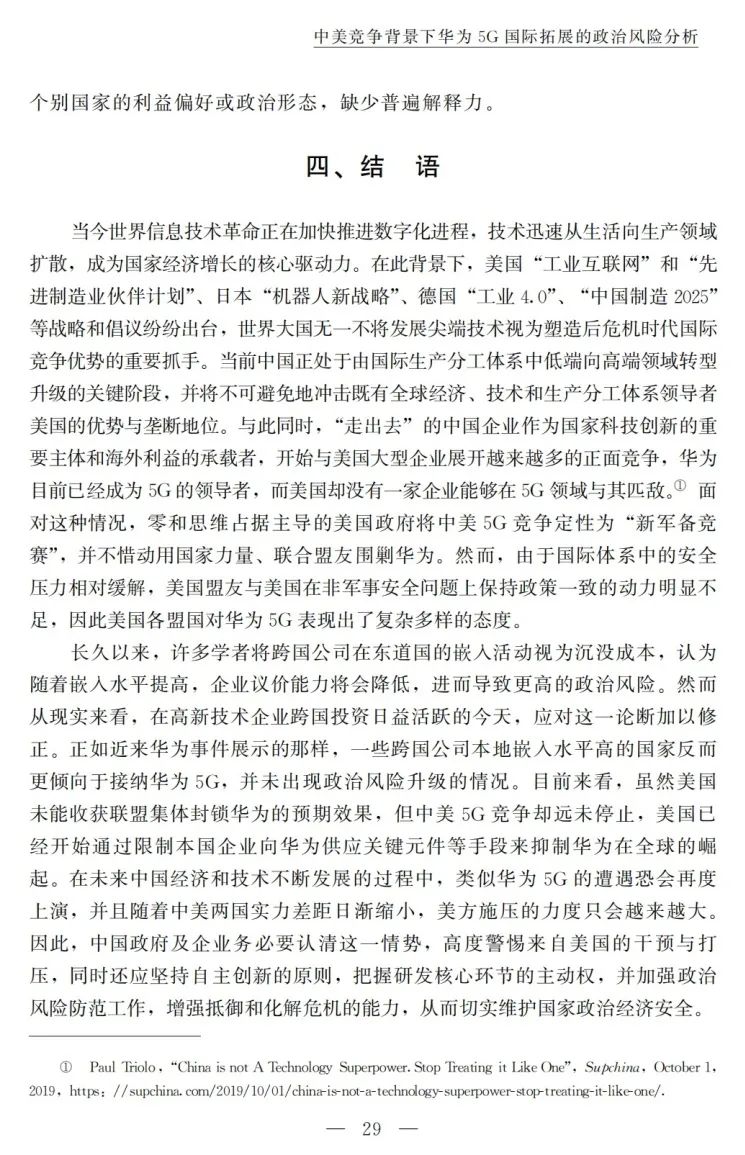 中美竞争背景下华为 5G 国际拓展的政治风险分析
个别国家的利益偏好或政治形态，缺少普遍解释力。
四、结　语
当今世界信息技术革命正在加快推进数字化进程，技术迅速从生活向生产领域
扩散，成为国家经济增长的核心驱动力。在此背景下，美国“工业互联网”和“先
进制造业伙伴计划”、日本“机器人新战略”、德国“工业 4.0”、“中国制造 2025”
等战略和倡议纷纷出台，世界大国无一不将发展尖端技术视为塑造后危机时代国际
竞争优势的重要抓手。当前中国正处于由国际生产分工体系中低端向高端领域转型
升级的关键阶段，并将不可避免地冲击既有全球经济、技术和生产分工体系领导者
美国的优势与垄断地位。与此同时，“走出去”的中国企业作为国家科技创新的重
要主体和海外利益的承载者，开始与美国大型企业展开越来越多的正面竞争，华为
目前已经成为 5G 的领导者，而美国却没有一家企业能够在 5G 领域与其匹敌。① 面
对这种情况，零和思维占据主导的美国政府将中美 5G 竞争定性为“新军备竞
赛”，并不惜动用国家力量、联合盟友围剿华为。然而，由于国际体系中的安全
压力相对缓解，美国盟友与美国在非军事安全问题上保持政策一致的动力明显不
足，因此美国各盟国对华为 5G 表现出了复杂多样的态度。
长久以来，许多学者将跨国公司在东道国的嵌入活动视为沉没成本，认为
随着嵌入水平提高，企业议价能力将会降低，进而导致更高的政治风险。然而
从现实来看，在高新技术企业跨国投资日益活跃的今天，应对这一论断加以修
正。正如近来华为事件展示的那样，一些跨国公司本地嵌入水平高的国家反而
更倾向于接纳华为 5G，并未出现政治风险升级的情况。目前来看，虽然美国
未能收获联盟集体封锁华为的预期效果，但中美 5G 竞争却远未停止，美国已
经开始通过限制本国企业向华为供应关键元件等手段来抑制华为在全球的崛
起。在未来中国经济和技术不断发展的过程中，类似华为 5G 的遭遇恐会再度
上演，并且随着中美两国实力差距日渐缩小，美方施压的力度只会越来越大。
因此，中国政府及企业务必要认清这一情势，高度警惕来自美国的干预与打
压，同时还应坚持自主创新的原则，把握研发核心环节的主动权，并加强政治
风险防范工作，增强抵御和化解危机的能力，从而切实维护国家政治经济安全。
① Paul Triolo，“China is not A Technology Superpower. Stop Treating it Like One”，Supchina，October 1，
2019，https：//supchina.com/2019/10/01/china-is-not-a-technology-superpower-stop-treating-it-like-one/.
— 29 —